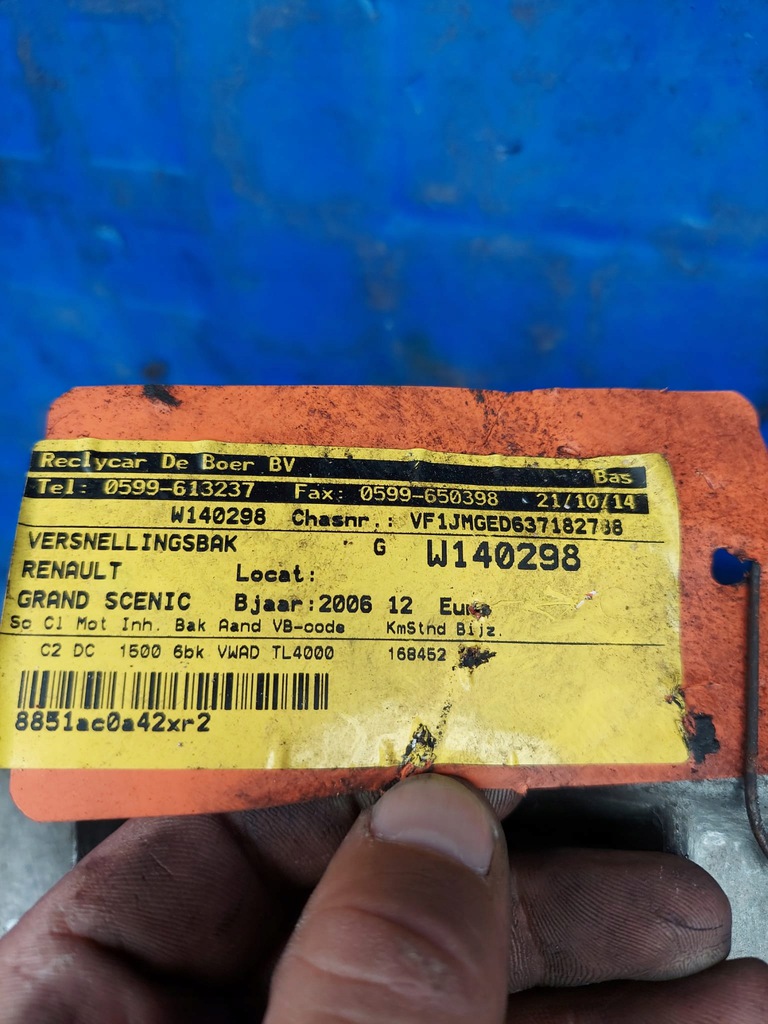 Reclycar De Boer BV Bas
Tel: 0599-613237 Fax: 0599-650398 21/10/14
W140298 Chasnr.:
VERSNELLINGSBAK G W140298
RENAULT Locat:
GRAND SCENIC Bjaar:2006 12
So Cl Mot Inh. Bak Aand VB-code KmStnd Bijz.
C2 DC 1500 6bk VWAD TL4000 168452
8851ac0a42xr2